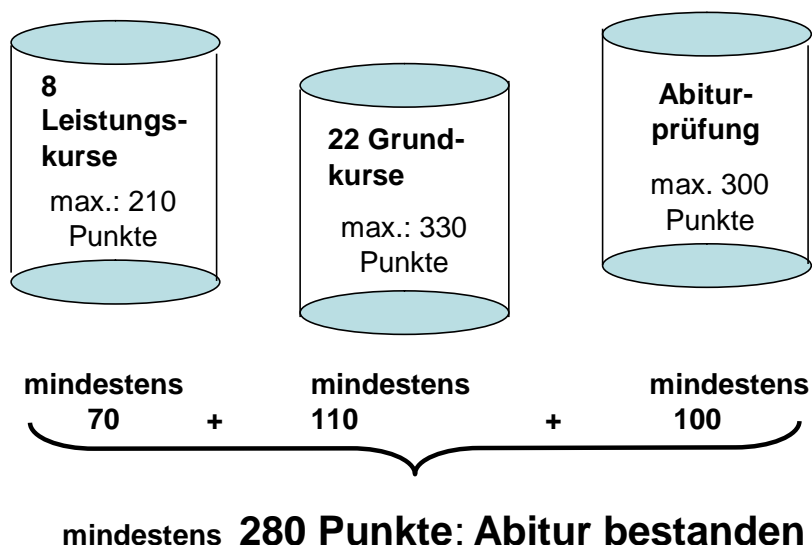 8
Leistungs-
kurse
max.: 210
Punkte
22 Grund-
kurse
max.: 330
Punkte
Abitur-
prüfung
max. 300
Punkte
mindestens mindestens mindestens
70 + 110 + 100
mindestens 280 Punkte: Abitur bestanden